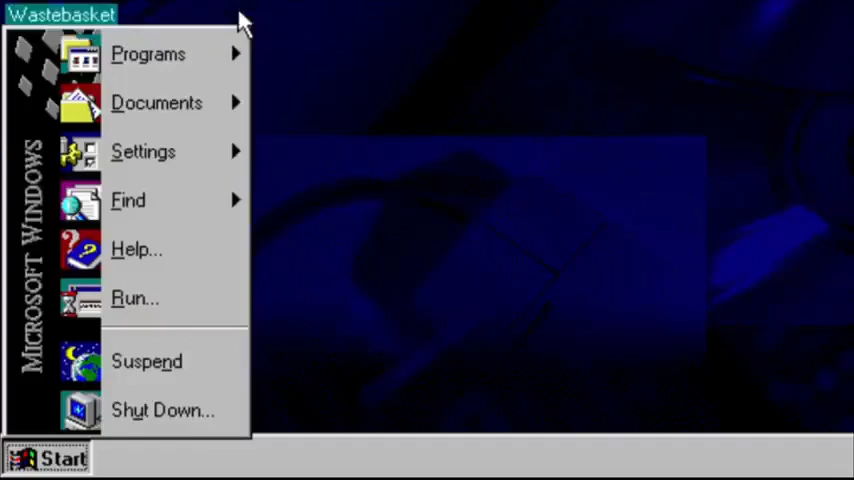 Wastebasket
Programs
Documents
Settings
Find
Help...
Run...
Suspend
Shut Down...
MICROSOFT WINDOWS
Start